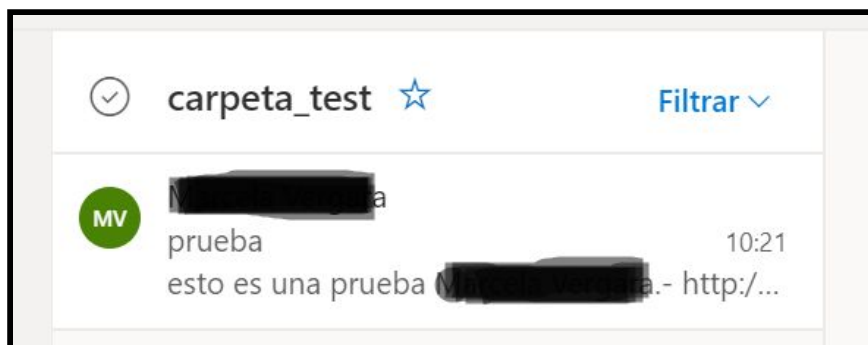 carpeta_test
Filtrar
MV
prueba
10:21
esto es una prueba .- http:/...